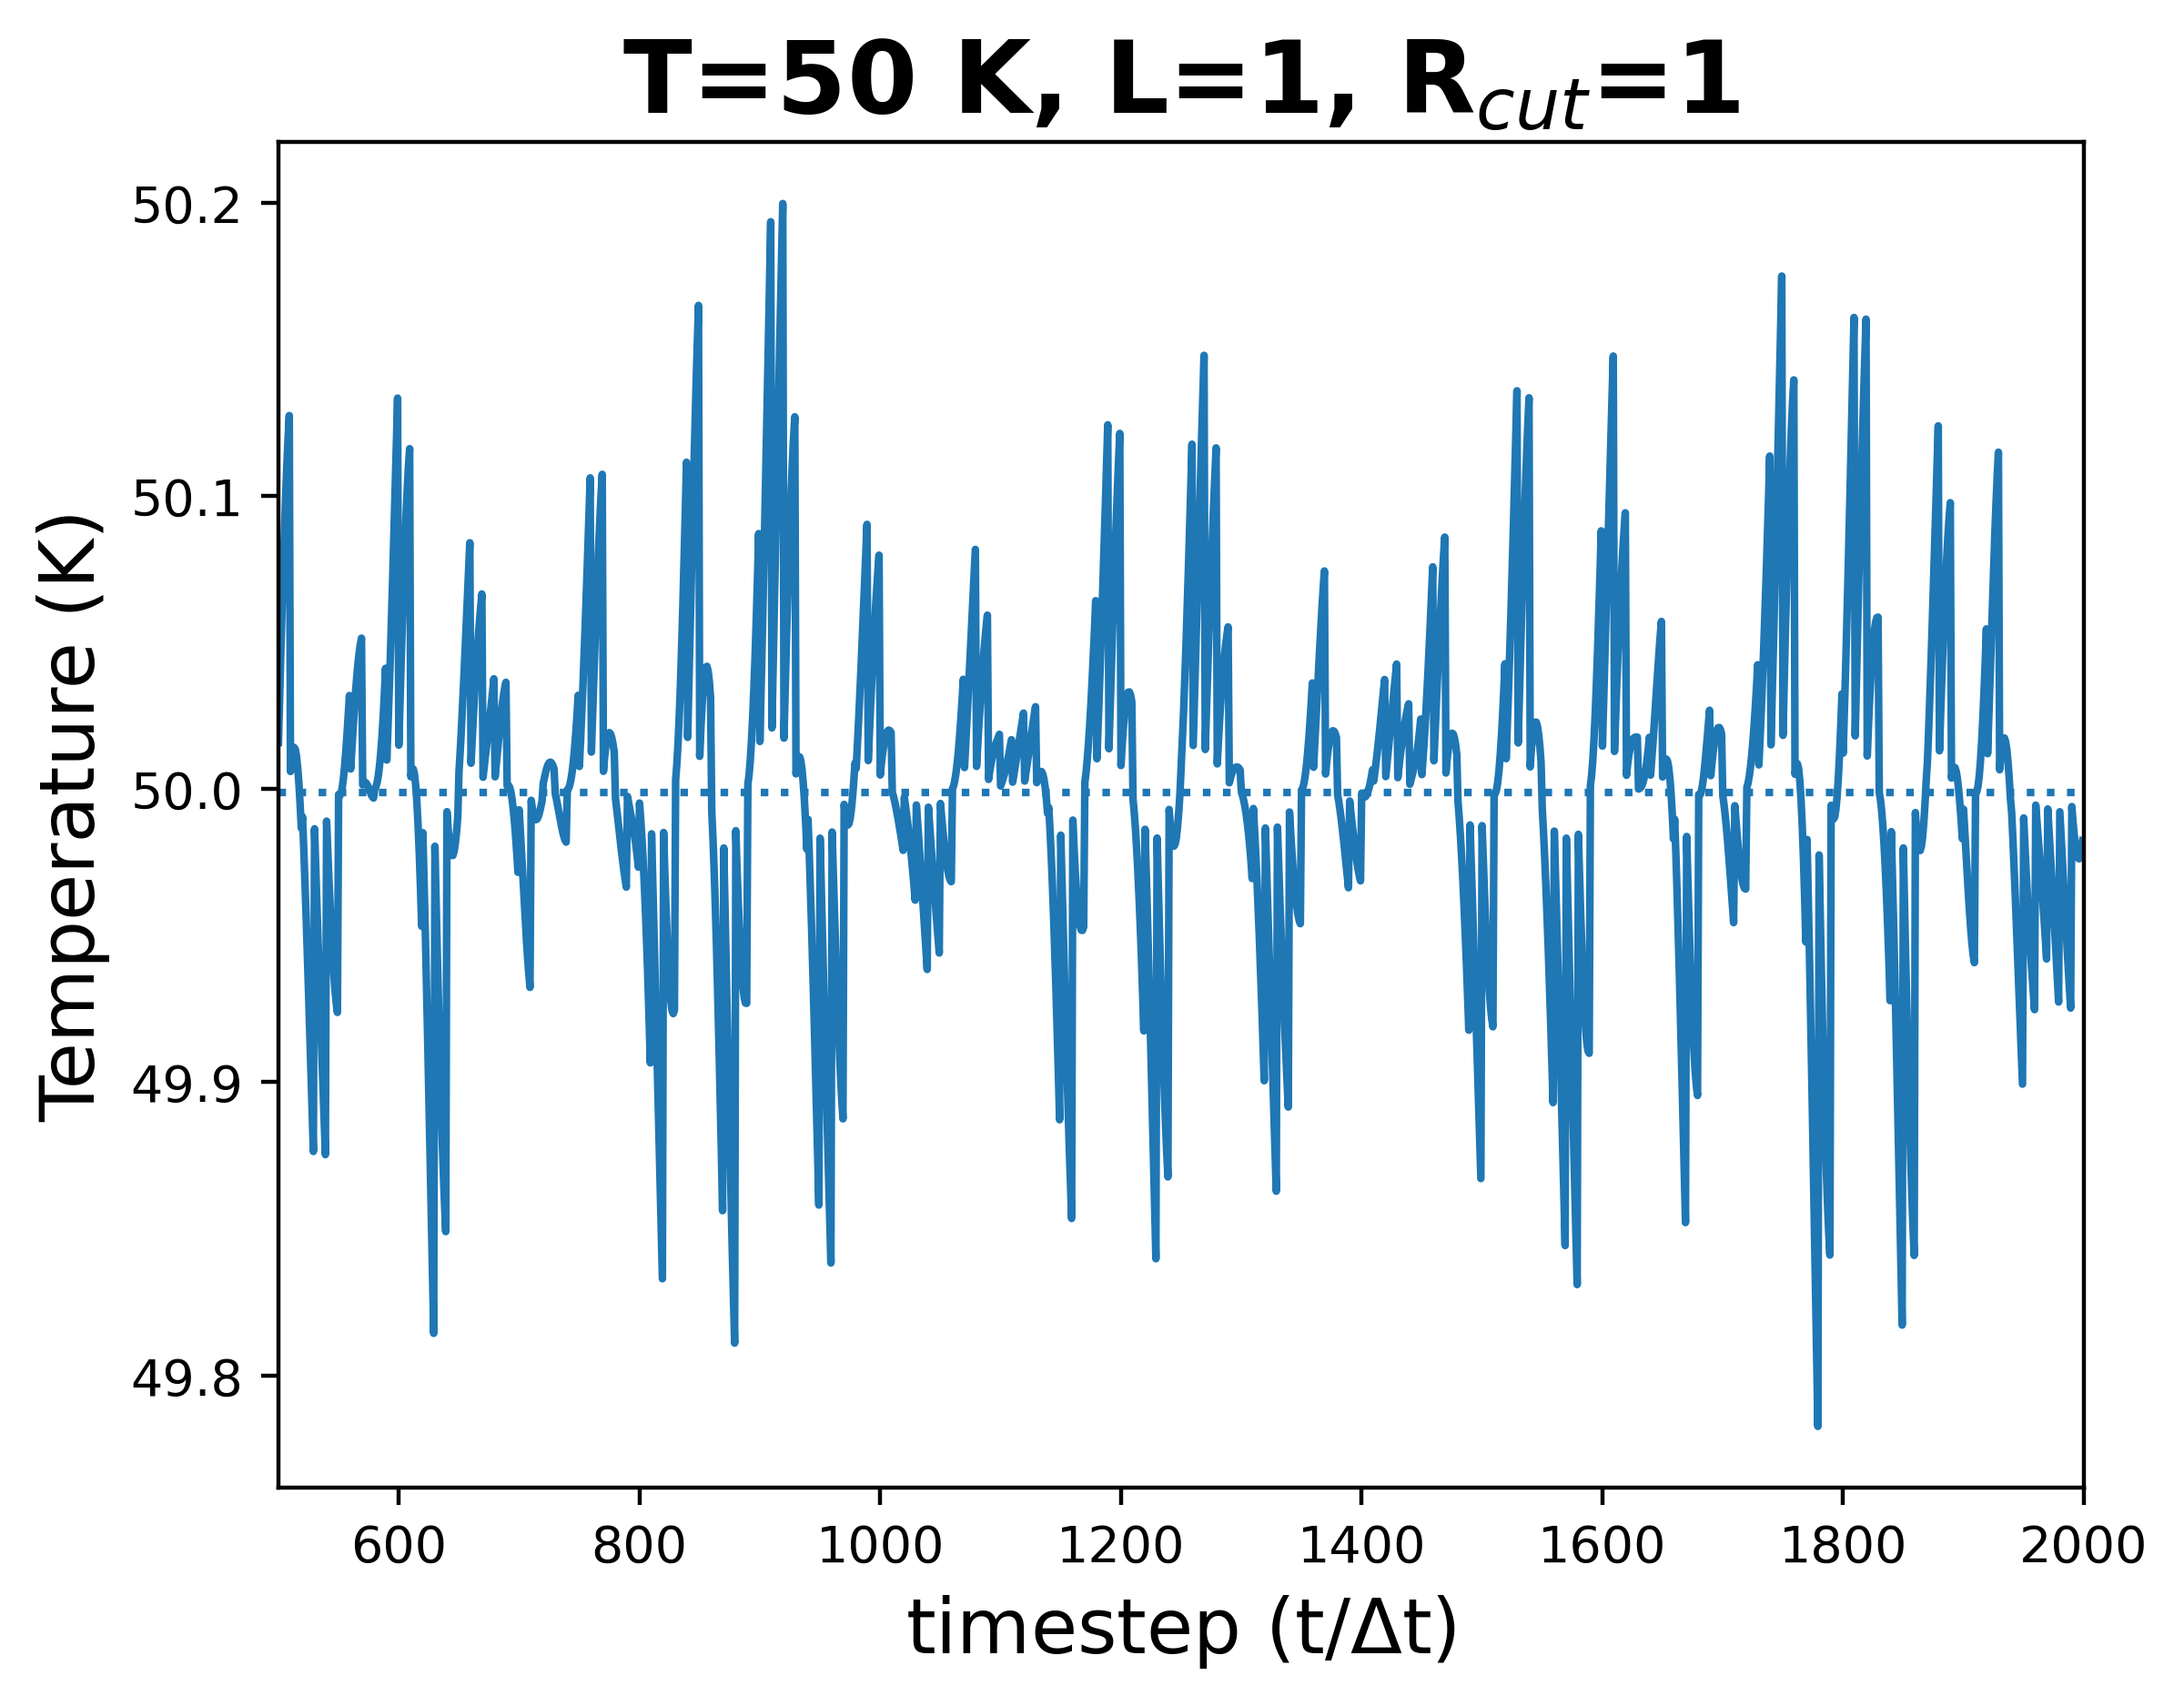 T=50 K, L=1, R_cut=1
50.2
50.1
50.0
49.9
49.8
Temperature (K)
600 800 1000 1200 1400 1600 1800 2000
timestep (t/Δt)